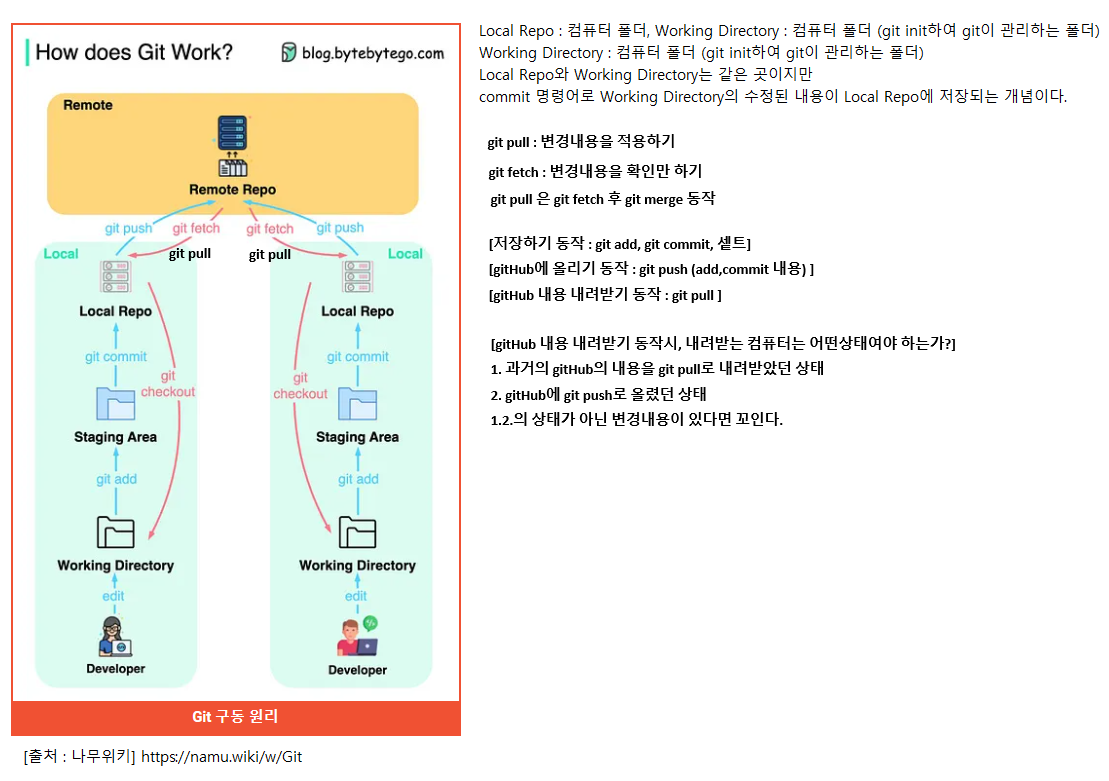 How does Git Work?
blog.bytebytego.com
Remote
Remote Repo
git push
git fetch
git fetch
git push
git pull
git pull
Local
Local
Local Repo
Local Repo
git commit
git commit
git checkout
git checkout
Staging Area
Staging Area
git add
git add
Working Directory
Working Directory
edit
edit
Developer
Developer
Git 구동 원리
[출처 : 나무위키] https://namu.wiki/w/Git
Local Repo : 컴퓨터 폴더, Working Directory : 컴퓨터 폴더 (git init하여 git이 관리하는 폴더)
Working Directory : 컴퓨터 폴더 (git init하여 git이 관리하는 폴더)
Local Repo와 Working Directory는 같은 곳이지만
commit 명령어로 Working Directory의 수정된 내용이 Local Repo에 저장되는 개념이다.
git pull : 변경내용을 적용하기
git fetch : 변경내용을 확인만 하기
git pull 은 git fetch 후 git merge 동작
[저장하기 동작 : git add, git commit, 셑트]
[gitHub에 올리기 동작 : git push (add,commit 내용) ]
[gitHub 내용 내려받기 동작 : git pull ]
[gitHub 내용 내려받기 동작시, 내려받는 컴퓨터는 어떤상태여야 하는가?]
1. 과거의 gitHub의 내용을 git pull로 내려받았던 상태
2. gitHub에 git push로 올렸던 상태
1.2.의 상태가 아닌 변경내용이 있다면 꼬인다.